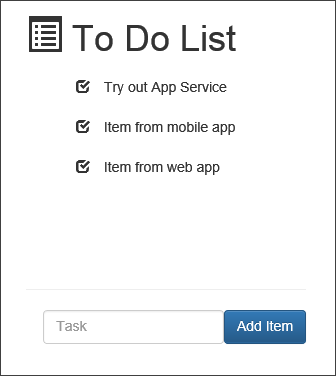 To Do List
Try out App Service
Item from mobile app
Item from web app
Task
Add Item